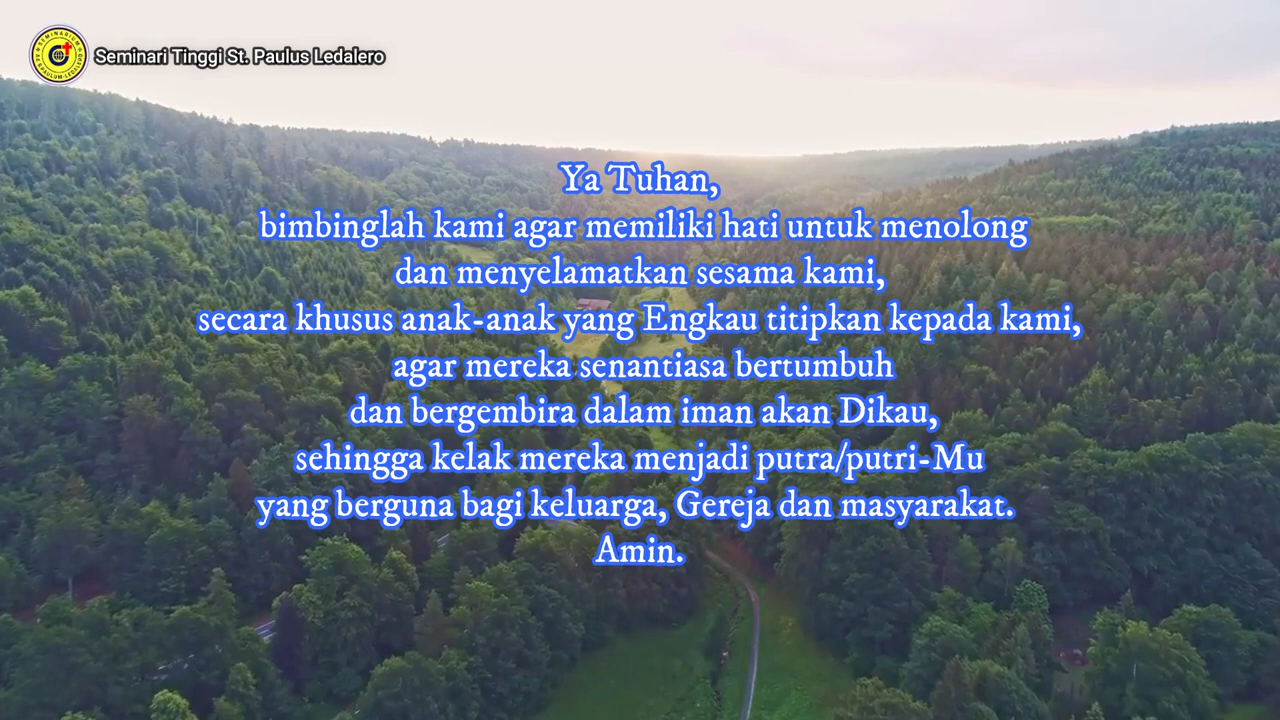 Seminari Tinggi St. Paulus Ledalero
Ya Tuhan,
bimbinglah kami agar memiliki hati untuk menolong
dan menyelamatkan sesama kami,
secara khusus anak-anak yang Engkau titipkan kepada kami,
agar mereka senantiasa bertumbuh
dan bergembira dalam iman akan Dikau,
sehingga kelak mereka menjadi putra/putri-Mu
yang berguna bagi keluarga, Gereja dan masyarakat.
Amin.